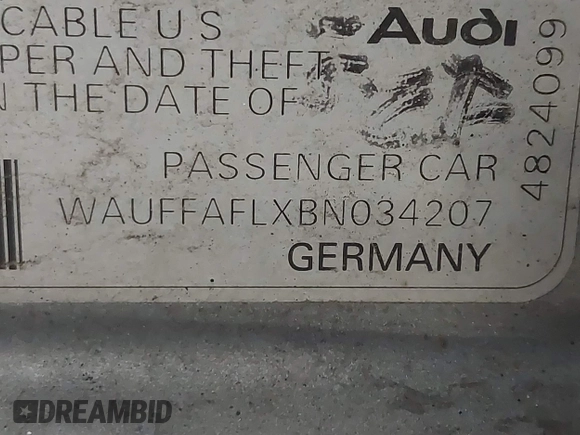 CABLE U.S
Audi
PER AND THEFT
N THE DATE OF
PASSENGER CAR
WAUFFAFLXBN034207
GERMANY
4824099
DREAMBID